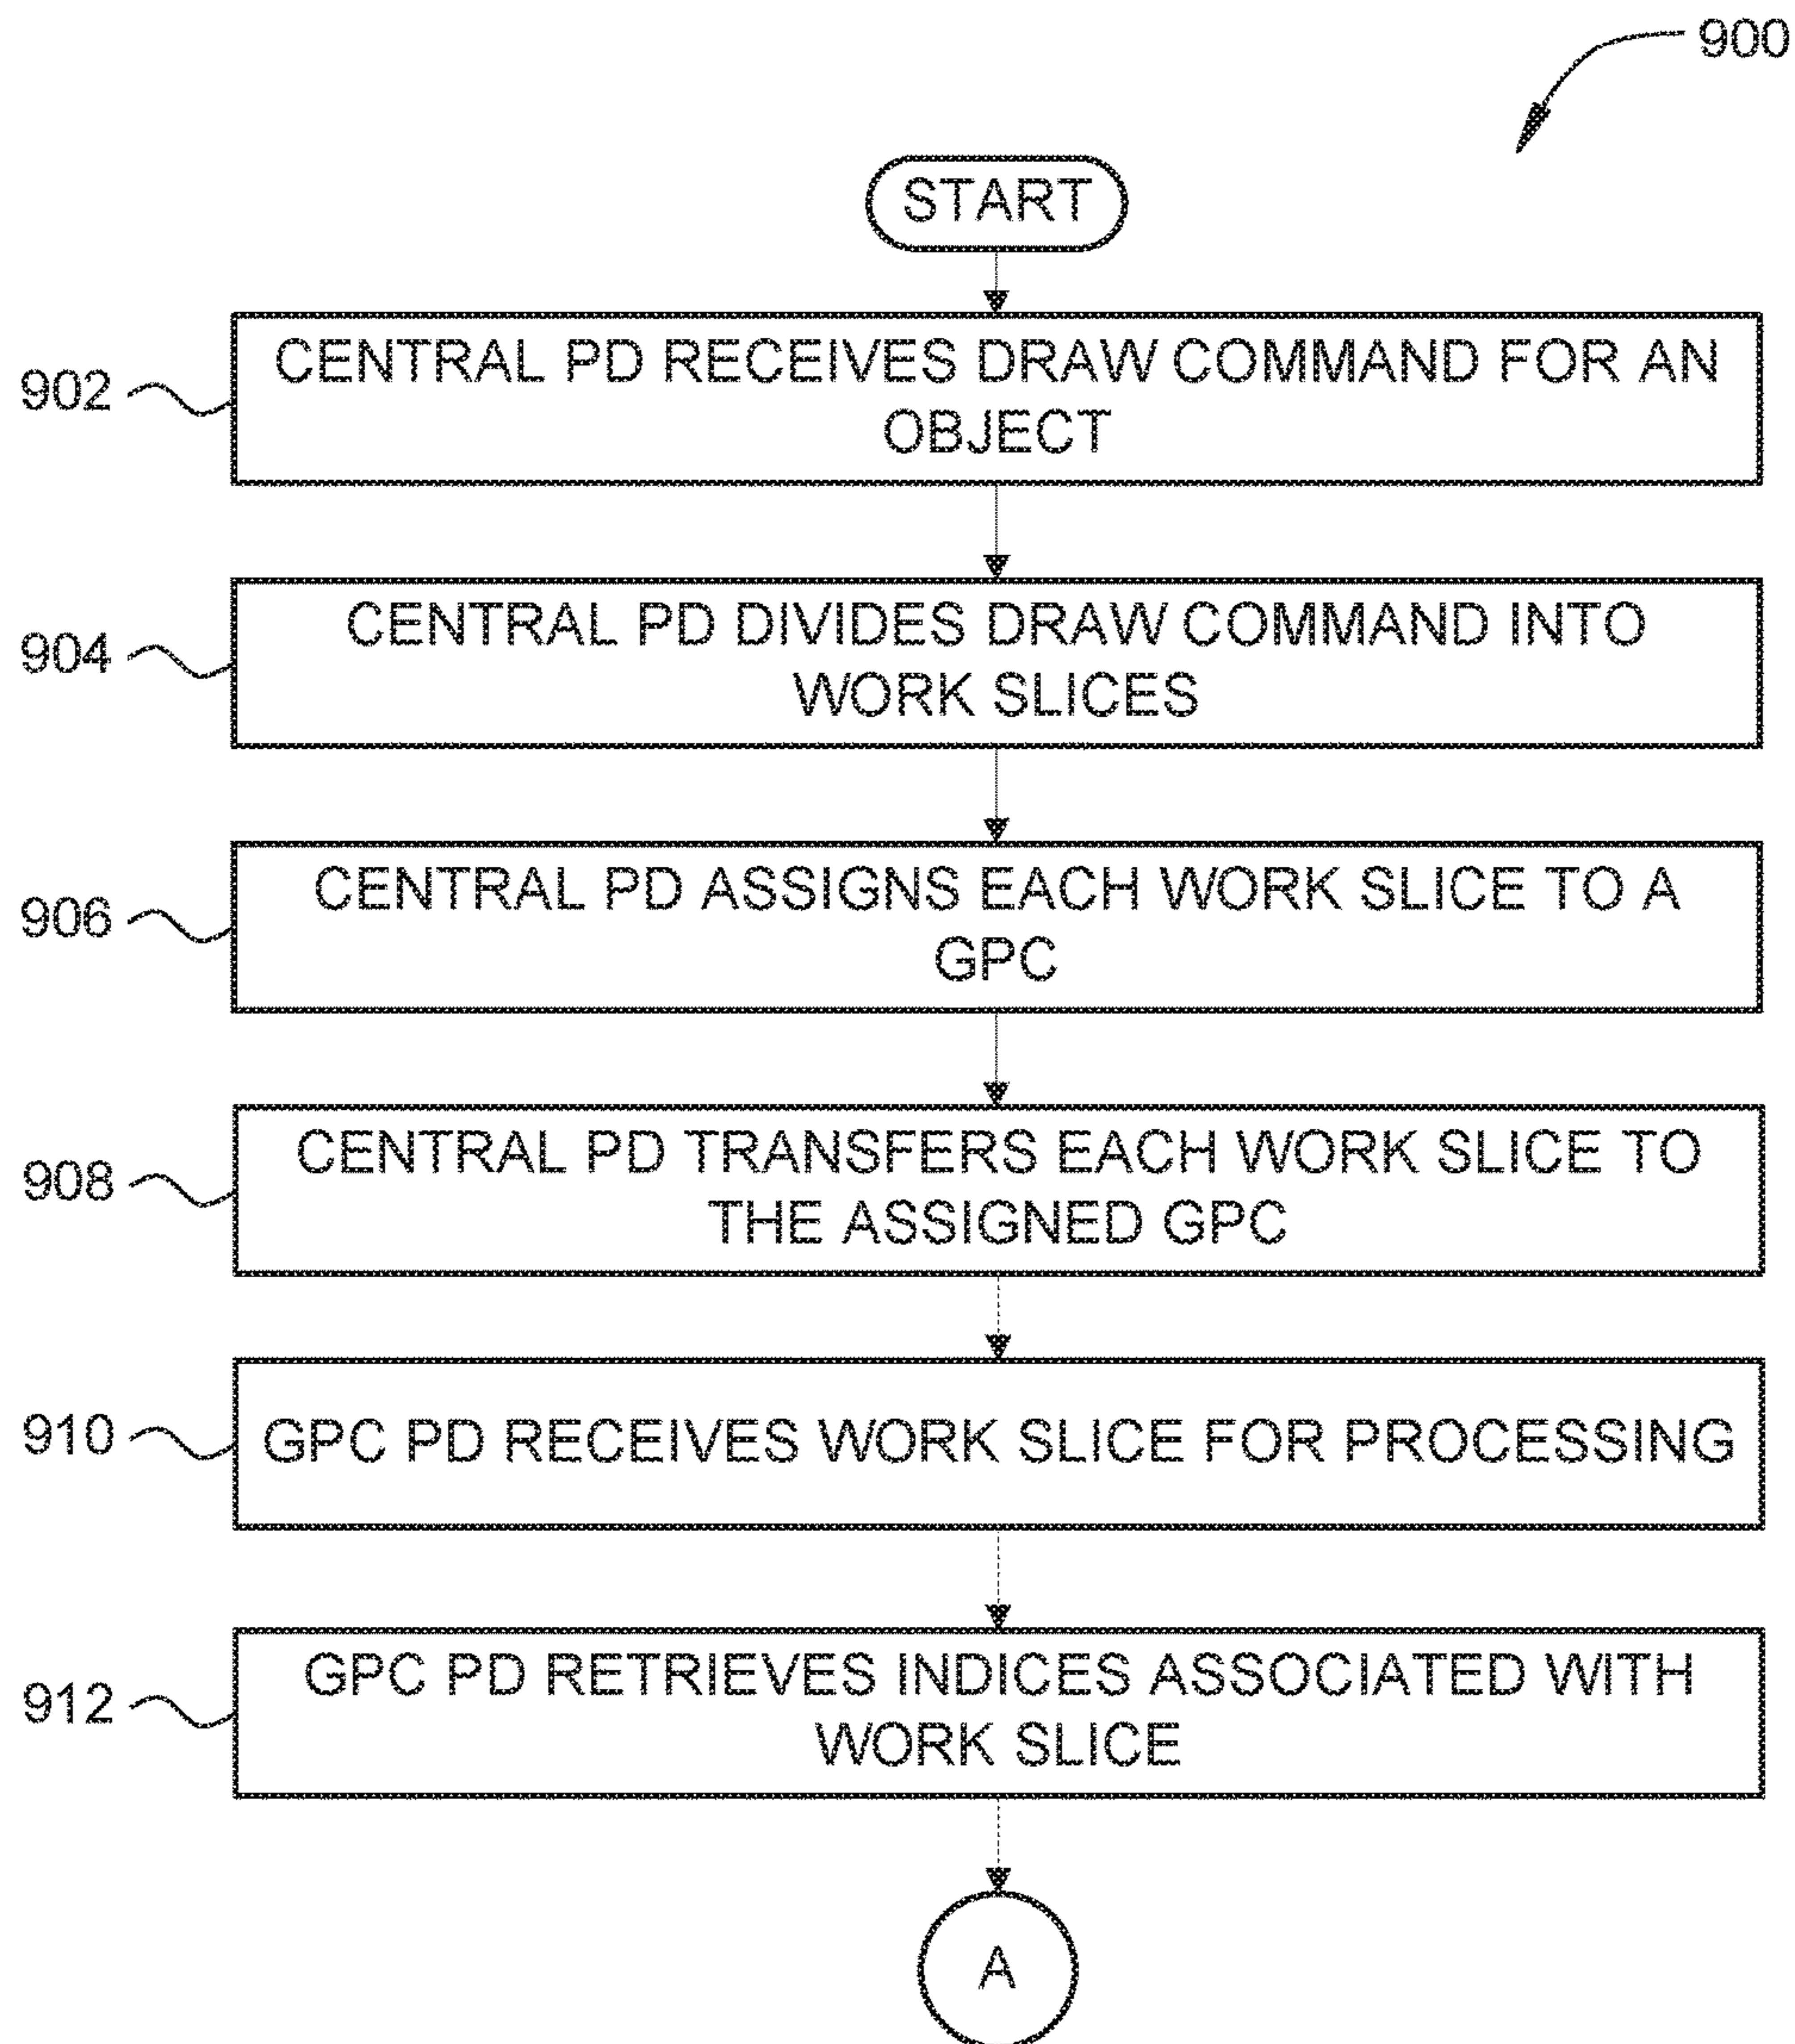 900
START
902
CENTRAL PD RECEIVES DRAW COMMAND FOR AN
OBJECT
904
CENTRAL PD DIVIDES DRAW COMMAND INTO
WORK SLICES
906
CENTRAL PD ASSIGNS EACH WORK SLICE TO A
GPC
908
CENTRAL PD TRANSFERS EACH WORK SLICE TO
THE ASSIGNED GPC
910
GPC PD RECEIVES WORK SLICE FOR PROCESSING
912
GPC PD RETRIEVES INDICES ASSOCIATED WITH
WORK SLICE
A